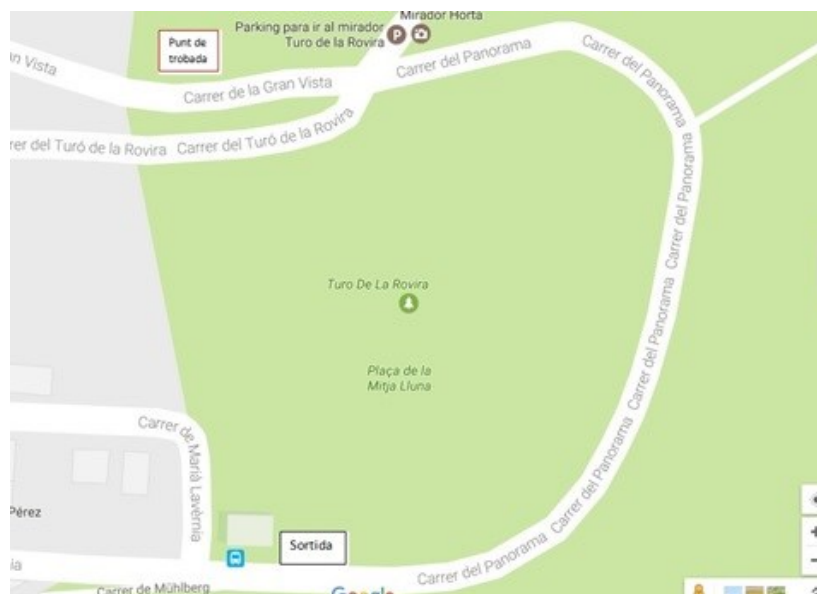 Mirador Horta
Parking para ir al mirador
Turo de la Rovira
P
Punt de
trobada
Carrer del Panorama
Carrer del Panorama
Vista
Carrer de la Gran Vista
Carrer del Turó de la Rovira
Carrer del Turó de la Rovira
Carrer del Panorama
Carrer del Panorama
Turo De La Rovira
Plaça de la
Mitja Lluna
Carrer del Panorama
Carrer del Panorama
Carrer de
Marià Lavèrnia
Pérez
Carrer del Panorama
Sortida
Carrer del Panorama
Carrer de Mühlberg
Google